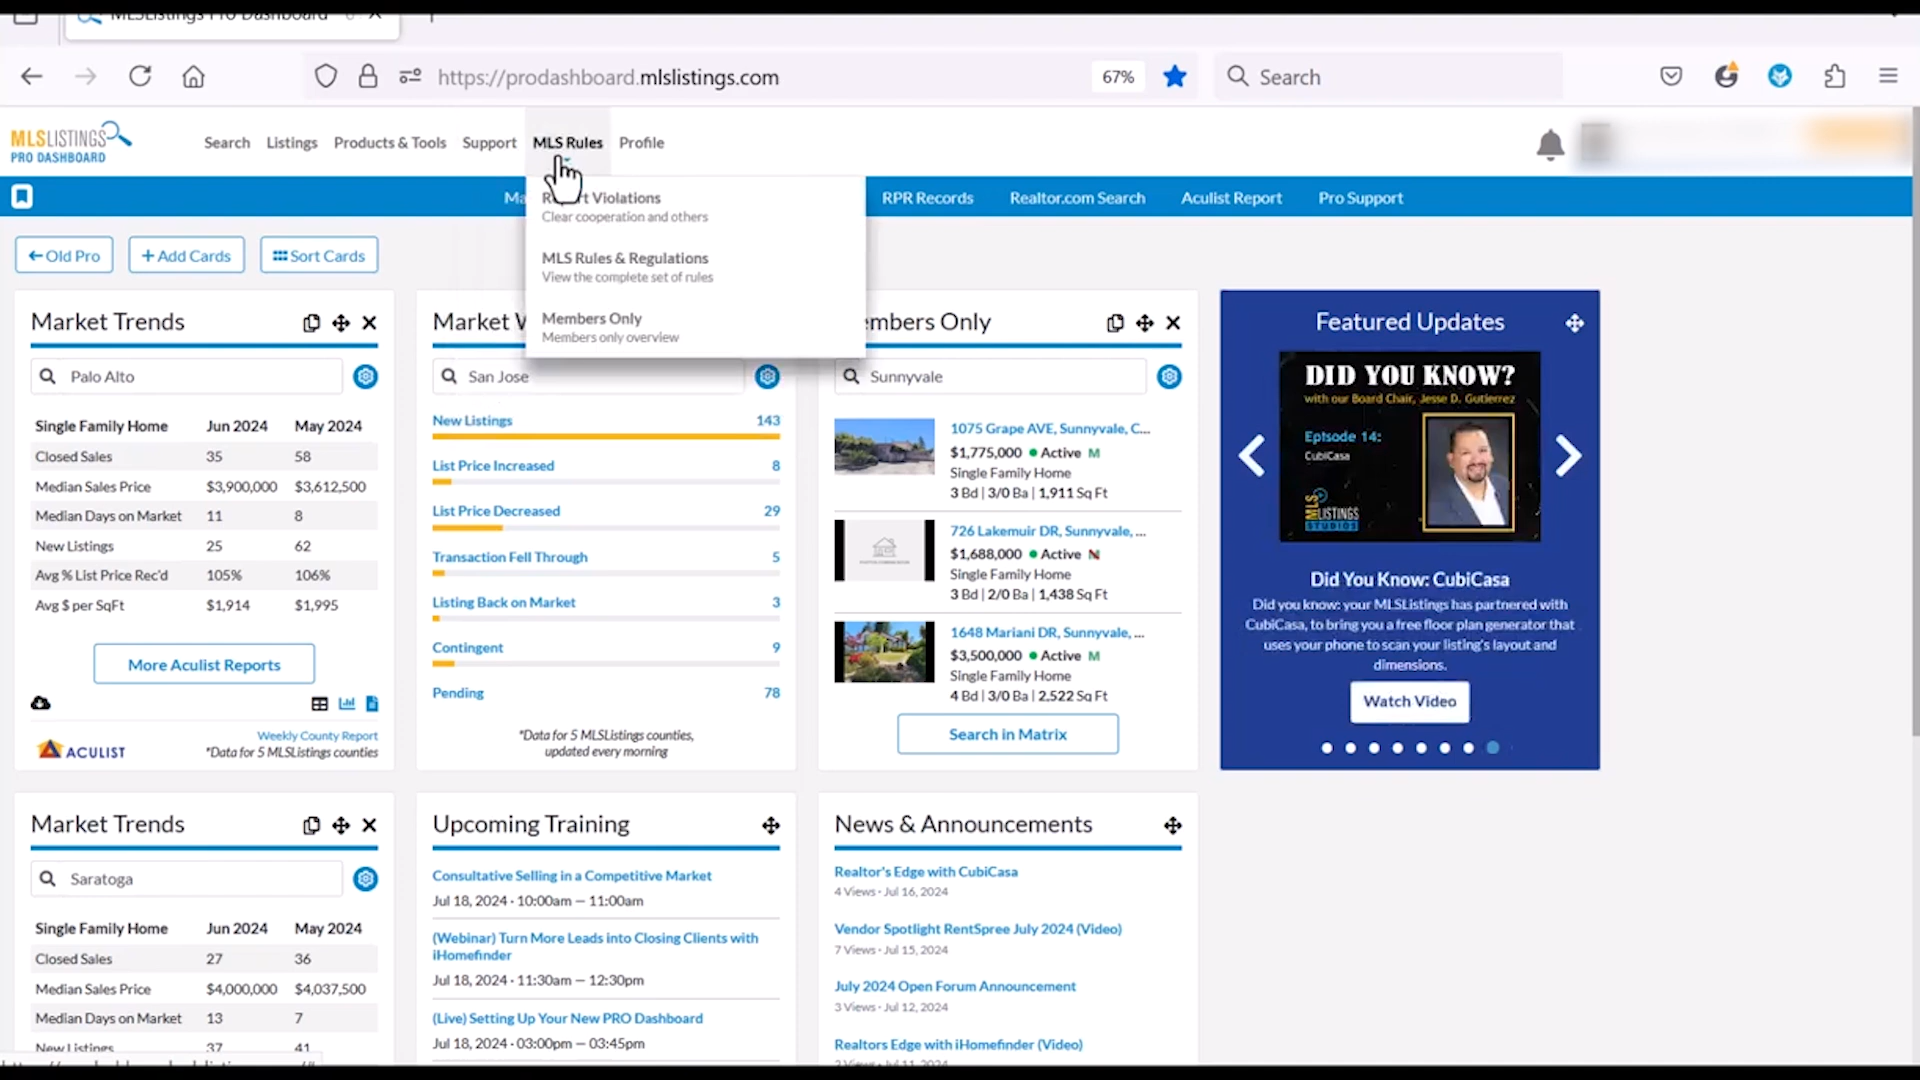 MLSListings Pro Dashboard
https://prodashboard.mlslistings.com
67%
Search
MLSLISTINGS
PRO DASHBOARD
Search
Listings
Products & Tools
Support
MLS Rules
Profile
RPR Records
Realtor.com Search
Aculist Report
Pro Support
Violations
Clear cooperation and others
MLS Rules & Regulations
View the complete set of rules
Members Only
Members only overview
Old Pro
+ Add Cards
Sort Cards
Market Trends
Palo Alto
Single Family Home Jun 2024 May 2024
Closed Sales 35 58
Median Sales Price $3,900,000 $3,612,500
Median Days on Market 11 8
New Listings 25 62
Avg % List Price Rec'd 105% 106%
Avg $ per SqFt $1,914 $1,995
More Aculist Reports
Weekly County Report
ACULIST
*Data for 5 MLSListings counties
Market
San Jose
New Listings 143
List Price Increased 8
List Price Decreased 29
Transaction Fell Through 5
Listing Back on Market 3
Contingent 9
Pending 78
*Data for 5 MLSListings counties,
updated every morning
embers Only
Sunnyvale
1075 Grape AVE, Sunnyvale, C...
$1,775,000 Active M
Single Family Home
3 Bd | 3/0 Ba | 1,911 Sq Ft
726 Lakemuir DR, Sunnyvale, ...
$1,688,000 Active N
Single Family Home
3 Bd | 2/0 Ba | 1,438 Sq Ft
1648 Mariani DR, Sunnyvale, ...
$3,500,000 Active M
Single Family Home
4 Bd | 3/0 Ba | 2,522 Sq Ft
Search in Matrix
Featured Updates
DID YOU KNOW?
with our Board Chair, Jesse D. Gutierrez
Episode 14:
CubiCasa
MLS
LISTINGS
STUDIOS
Did You Know: CubiCasa
Did you know: your MLSListings has partnered with
CubiCasa, to bring you a free floor plan generator that
uses your phone to scan your listing's layout and
dimensions.
Watch Video
Market Trends
Saratoga
Single Family Home Jun 2024 May 2024
Closed Sales 27 36
Median Sales Price $4,000,000 $4,037,500
Median Days on Market 13 7
New Listings 37 41
Upcoming Training
Consultative Selling in a Competitive Market
Jul 18, 2024 · 10:00am — 11:00am
(Webinar) Turn More Leads into Closing Clients with
iHomefinder
Jul 18, 2024 · 11:30am — 12:30pm
(Live) Setting Up Your New PRO Dashboard
Jul 18, 2024 · 03:00pm — 03:45pm
News & Announcements
Realtor's Edge with CubiCasa
4 Views · Jul 16, 2024
Vendor Spotlight RentSpree July 2024 (Video)
7 Views · Jul 15, 2024
July 2024 Open Forum Announcement
3 Views · Jul 12, 2024
Realtors Edge with iHomefinder (Video)